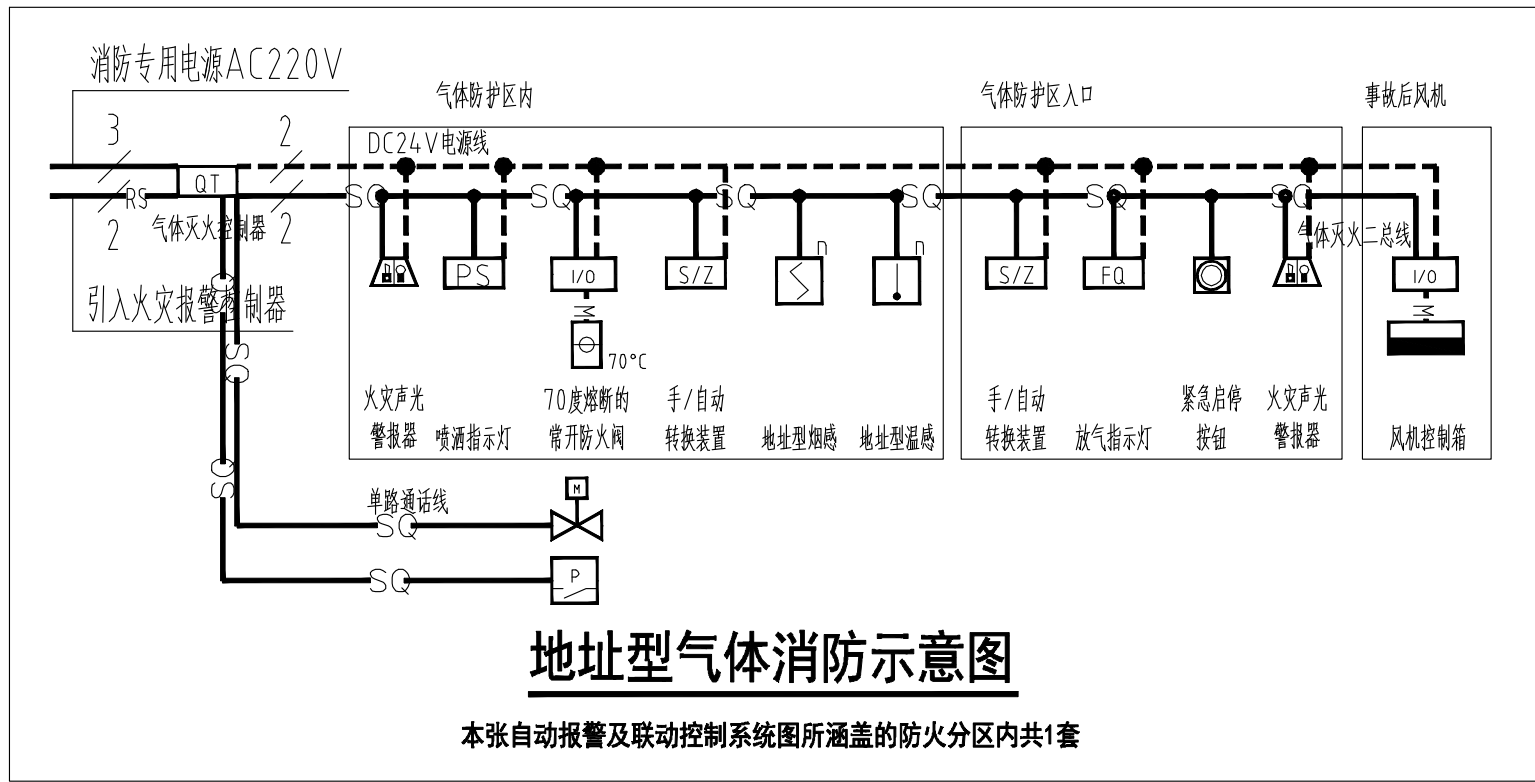 消防专用电源AC220V
气体防护区内
气体防护区入口
事故后风机
3
2
DC24V电源线
QT
RS
SQ
SQ
SQ
SQ
SQ
SQ
2
气体灭火控制器
2
气体灭火二总线
n
n
PS
I/O
S/Z
S/Z
FQ
I/O
SQ
引入火灾报警控制器
M
M
SQ
70°C
火灾声光
警报器
喷洒指示灯
70度熔断的
常开防火阀
手/自动
转换装置
地址型烟感
地址型温感
手/自动
转换装置
放气指示灯
紧急启停
按钮
火灾声光
警报器
风机控制箱
SQ
单路通话线
M
SQ
P
SQ
地址型气体消防示意图
本张自动报警及联动控制系统图所涵盖的防火分区内共1套